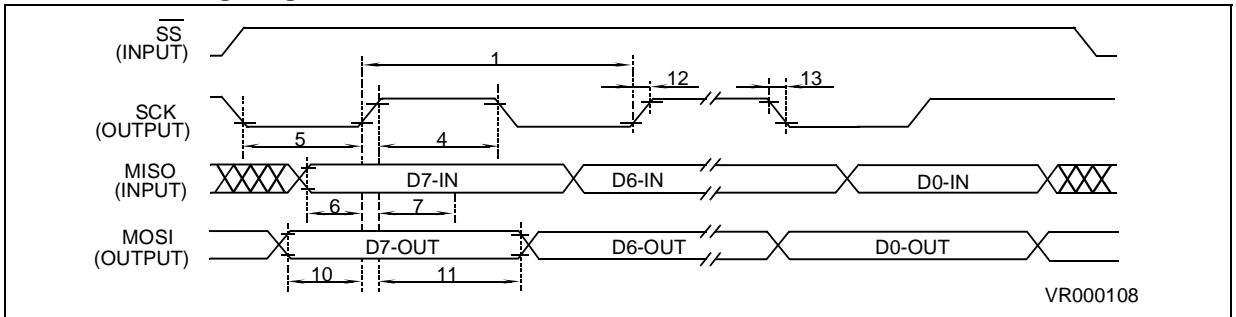 SS
(INPUT)
1
12
13
SCK
(OUTPUT)
5
4
MISO
(INPUT)
D7-IN
D6-IN
D0-IN
6
7
MOSI
(OUTPUT)
D7-OUT
D6-OUT
D0-OUT
10
11
VR000108